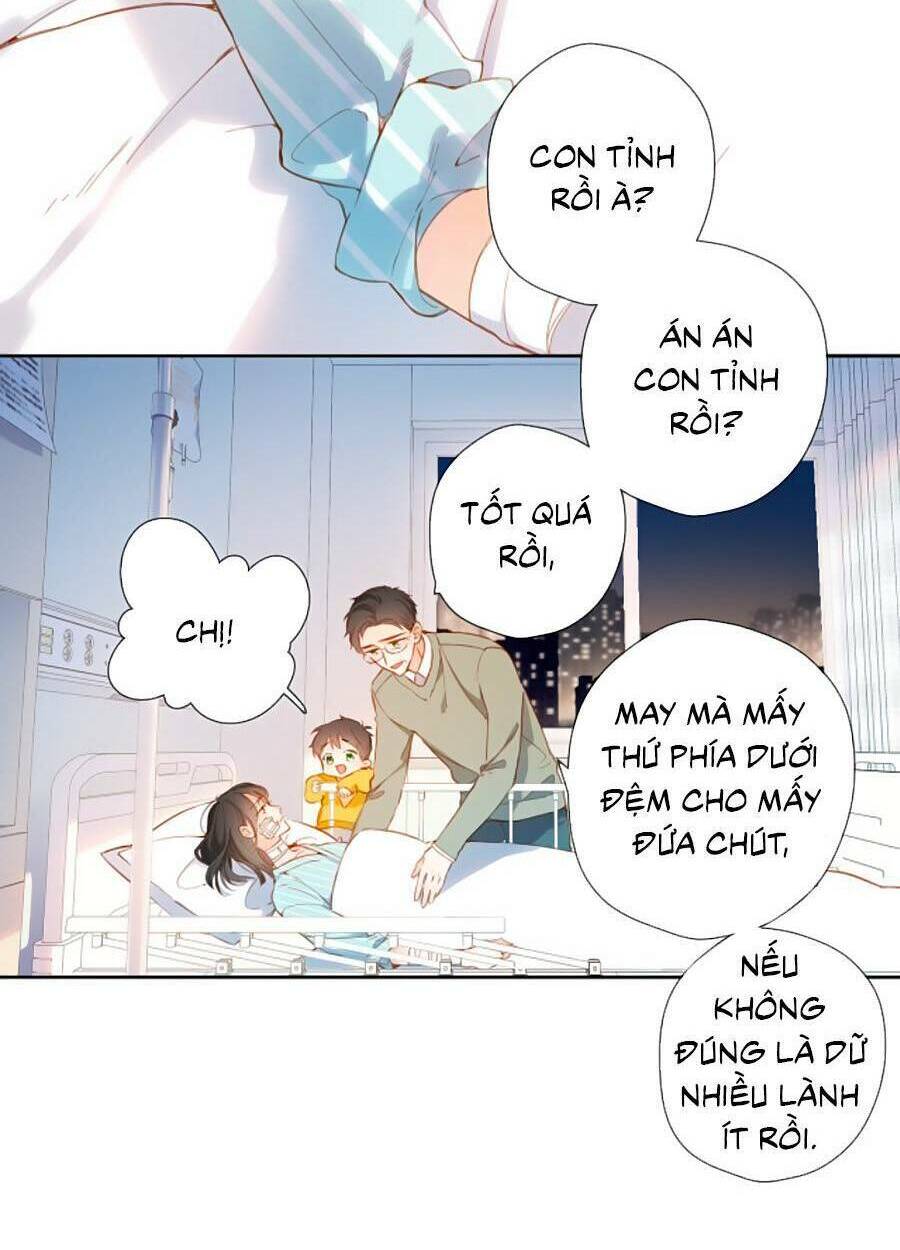 CON TỈNH
RỒI À?
ÁN ÁN
CON TỈNH
RỒI?
TỐT QUÁ
RỒI,
CHỊ!
MAY MÀ MẤY
THỨ PHÍA DƯỚI
ĐỆM CHO MẤY
ĐỨA CHÚT,
NẾU
KHÔNG
ĐÚNG LÀ DỮ
NHIỀU LÀNH
ÍT RỒI.